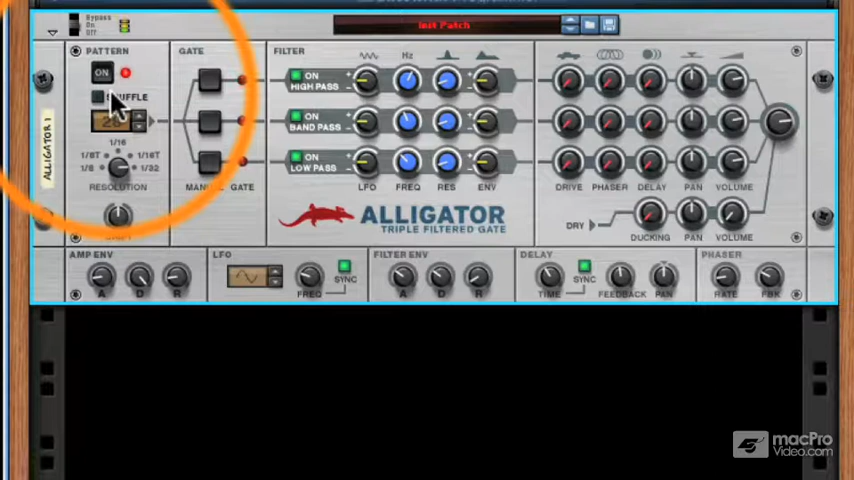 Bypass
On
Off
Init Patch
PATTERN
GATE
FILTER
ON
SHUFFLE
ON
HIGH PASS
Hz
ON
BAND PASS
ON
LOW PASS
1/16
1/8T
1/16T
1/8
1/32
RESOLUTION
MANUAL GATE
LFO
FREQ
RES
ENV
DRIVE
PHASER
DELAY
PAN
VOLUME
ALLIGATOR 1
ALLIGATOR
TRIPLE FILTERED GATE
DRY
DUCKING
PAN
VOLUME
AMP ENV
LFO
FILTER ENV
DELAY
PHASER
SYNC
SYNC
A
D
R
FREQ
A
D
R
TIME
FEEDBACK
PAN
RATE
FBK
macPro
Video.com